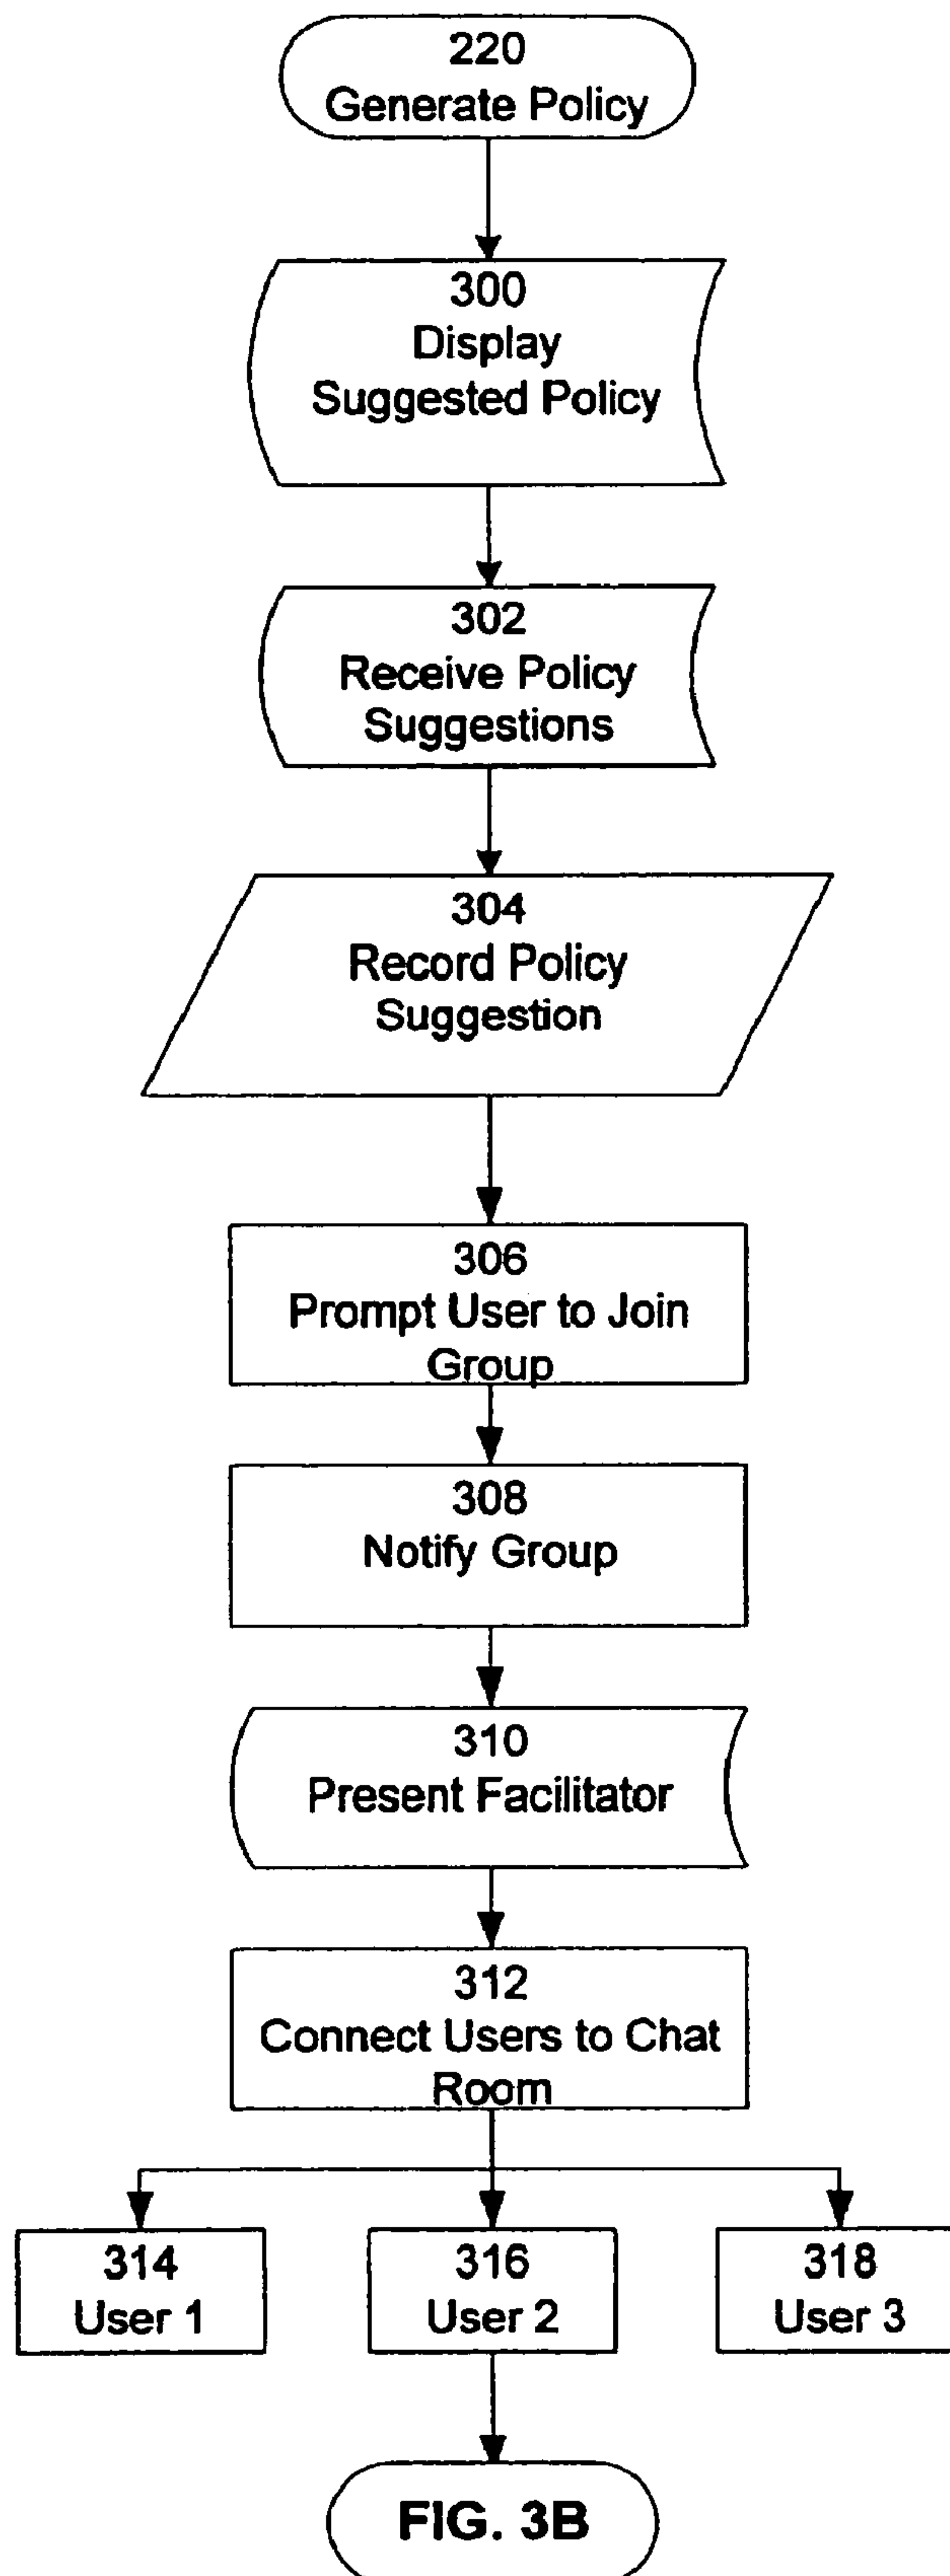 220
Generate Policy
300
Display
Suggested Policy
302
Receive Policy
Suggestions
304
Record Policy
Suggestion
306
Prompt User to Join
Group
308
Notify Group
310
Present Facilitator
312
Connect Users to Chat
Room
314
User 1
316
User 2
318
User 3
FIG. 3B